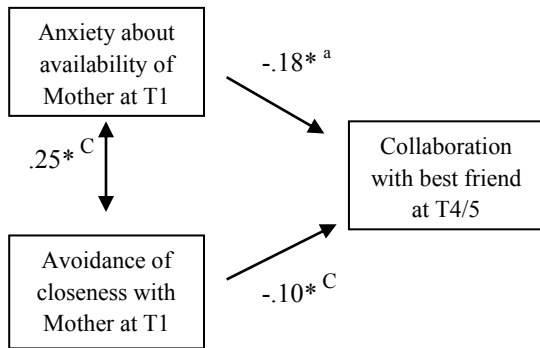 Anxiety about
availability of
Mother at T1
-.18* a
.25* C
Collaboration
with best friend
at T4/5
Avoidance of
closeness with
Mother at T1
-.10* C